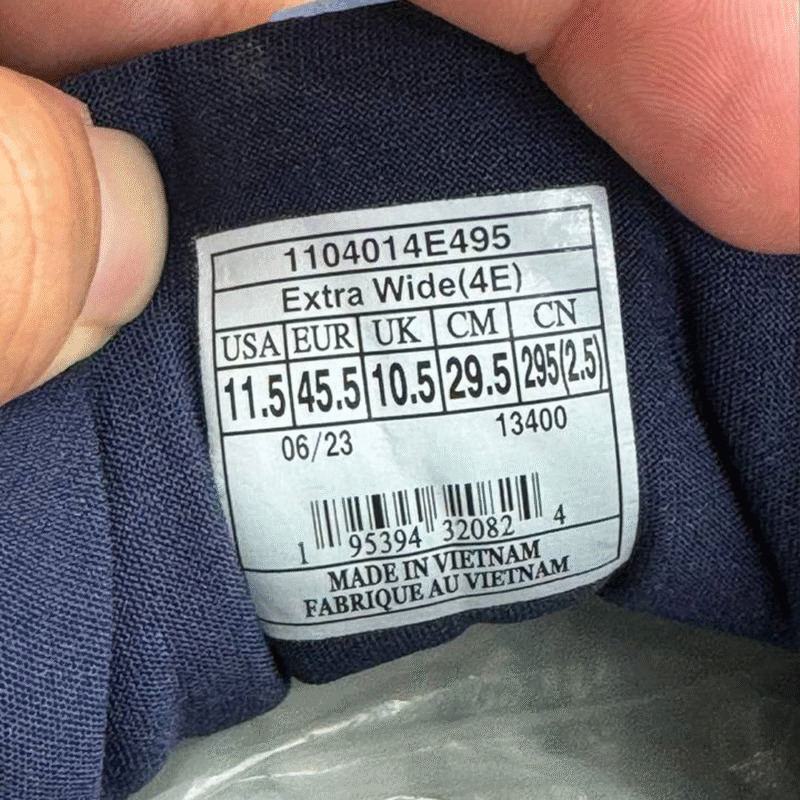 1104014E495
Extra Wide(4E)
USA EUR UK CM CN
11.5 45.5 10.5 29.5 295(2.5)
06/23 13400
1 95394 32082 4
MADE IN VIETNAM
FABRIQUE AU VIETNAM